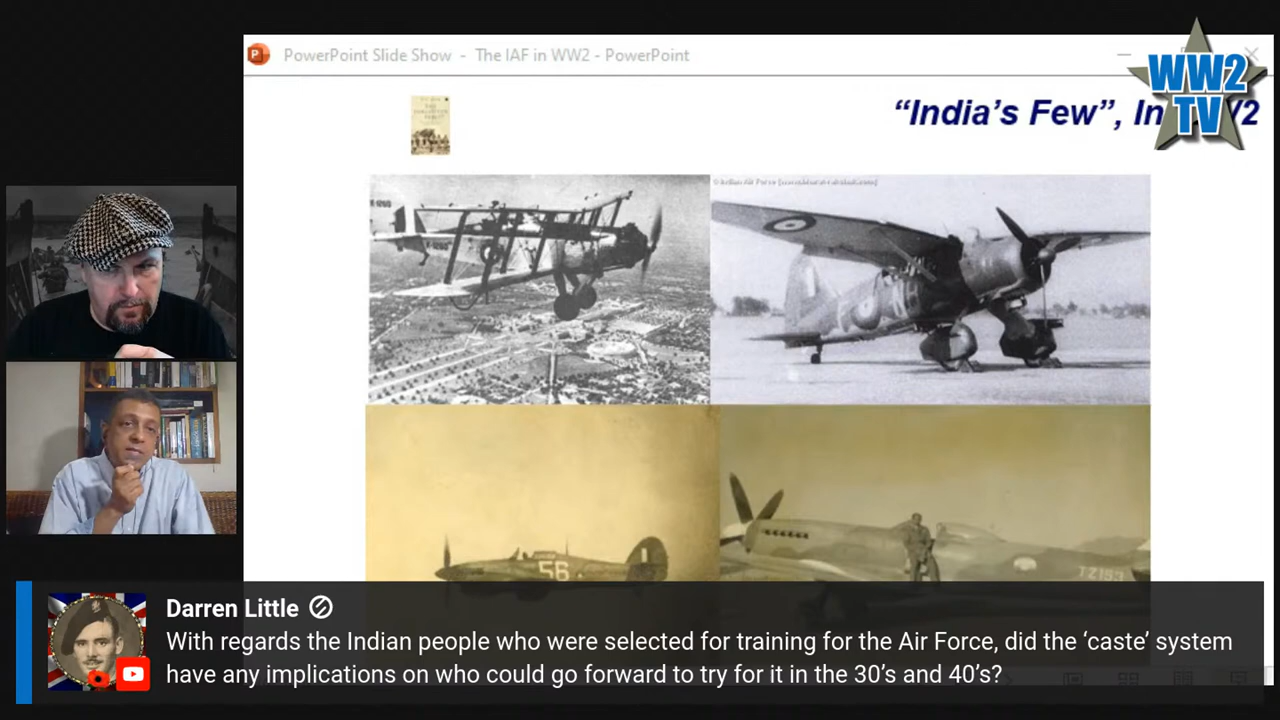 PowerPoint Slide Show - The IAF in WW2 - PowerPoint
WW2
TV
“India’s Few”, In
2
56
TZ193
Darren Little
With regards the Indian people who were selected for training for the Air Force, did the ‘caste’ system
have any implications on who could go forward to try for it in the 30’s and 40’s?